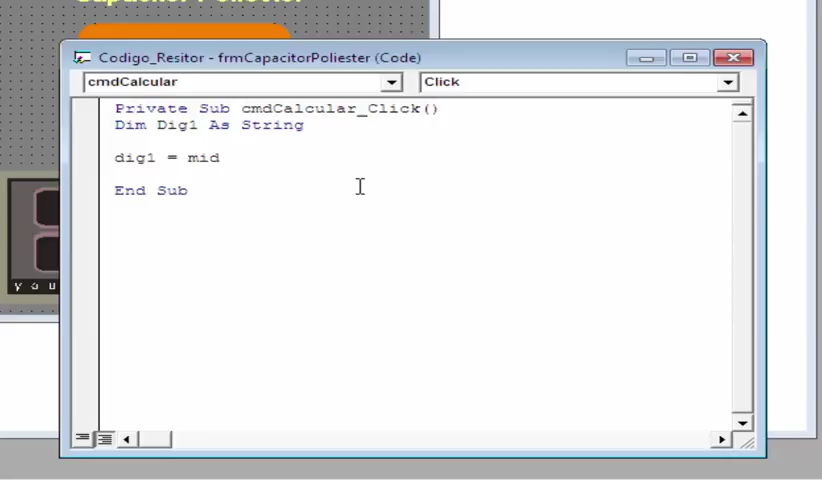 Codigo_Resitor - frmCapacitorPoliester (Code)
cmdCalcular
Click
Private Sub cmdCalcular_Click()
Dim Dig1 As String
dig1 = mid
End Sub
y o u